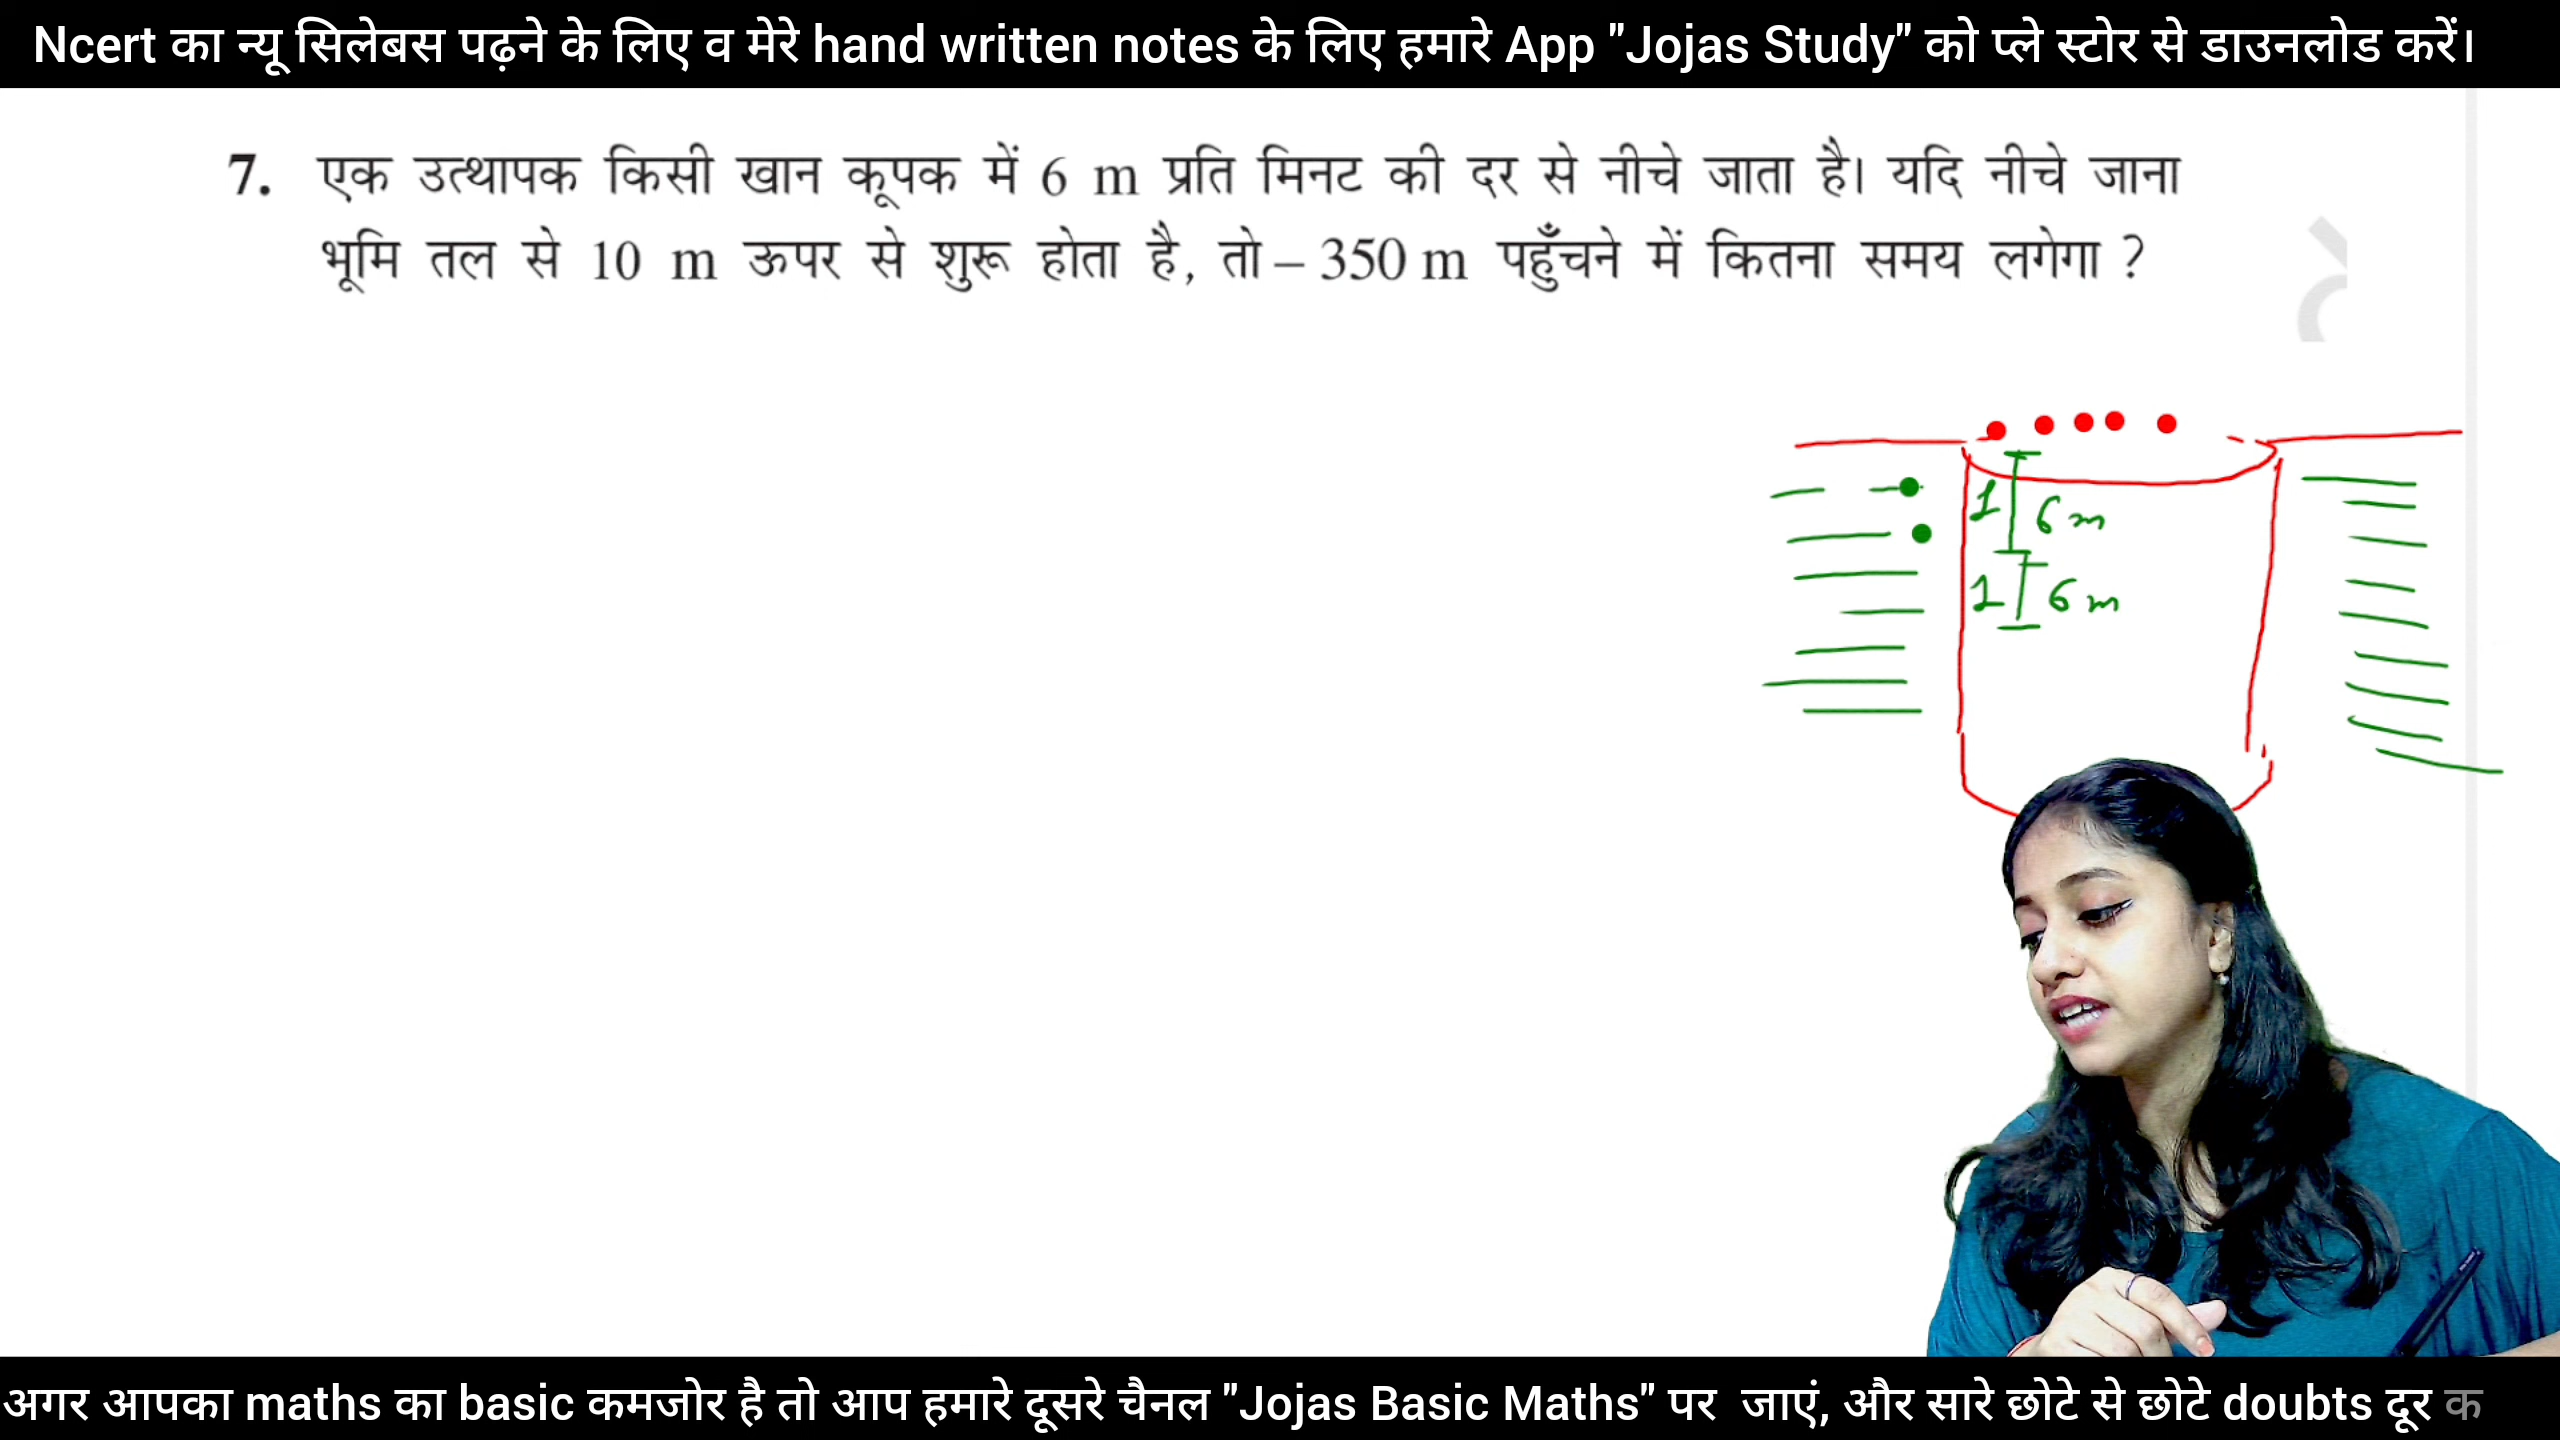 Ncert का न्यू सिलेबस पढ़ने के लिए व मेरे hand written notes के लिए हमारे App "Jojas Study" को प्ले स्टोर से डाउनलोड करें।
7. एक उत्थापक किसी खान कूपक में 6 m प्रति मिनट की दर से नीचे जाता है। यदि नीचे जाना
भूमि तल से 10 m ऊपर से शुरू होता है, तो – 350 m पहुँचने में कितना समय लगेगा ?
1 6 m
1 6 m
अगर आपका maths का basic कमजोर है तो आप हमारे दूसरे चैनल "Jojas Basic Maths" पर जाएं, और सारे छोटे से छोटे doubts दूर क